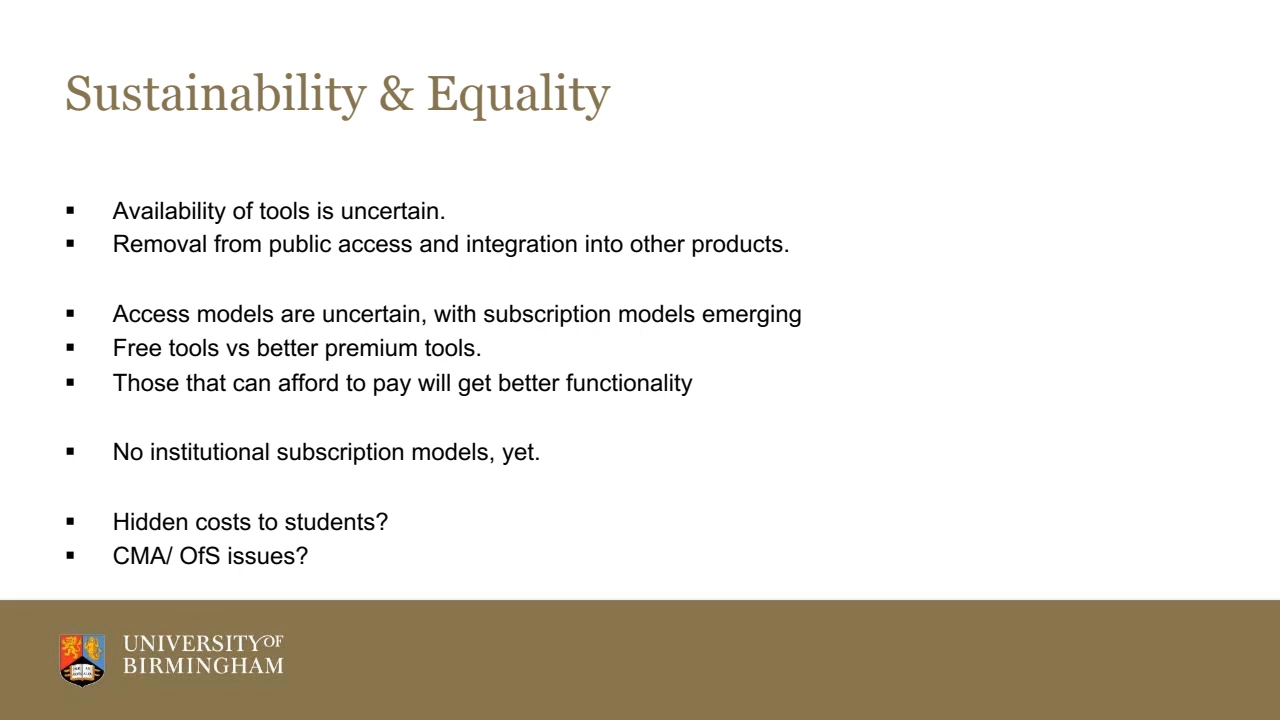 Sustainability & Equality
▪ Availability of tools is uncertain.
▪ Removal from public access and integration into other products.
▪ Access models are uncertain, with subscription models emerging
▪ Free tools vs better premium tools.
▪ Those that can afford to pay will get better functionality
▪ No institutional subscription models, yet.
▪ Hidden costs to students?
▪ CMA/ OfS issues?
UNIVERSITY OF
BIRMINGHAM